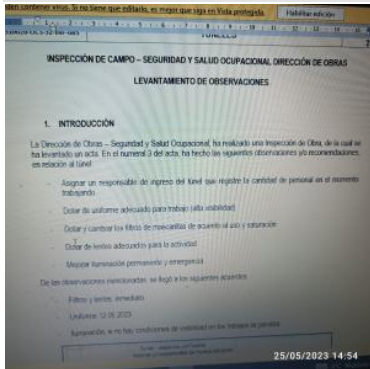 den contener virus. Si no tiene que editarlo, es mejor que siga en Vista protegida.
Habilitar edición
INSPECCIÓN DE CAMPO – SEGURIDAD Y SALUD OCUPACIONAL DIRECCIÓN DE OBRAS
LEVANTAMIENTO DE OBSERVACIONES
1. INTRODUCCIÓN
La Dirección de Obras – Seguridad y Salud Ocupacional, ha realizado una Inspección de Obra, de la cual se
ha levantado un acta. En el numeral 3 del acta, ha hecho las siguientes observaciones y/o recomendaciones,
en relación al túnel:
- Asignar un responsable de ingreso del túnel que registre la cantidad de personal en el momento
trabajando
- Dotar de uniforme adecuado para trabajo (alta visibilidad)
- Dotar y cambiar los filtros de mascarillas de acuerdo al uso y saturación
- Dotar de lentes adecuados para la actividad
- Mejorar iluminación permanente y emergencia
De las observaciones mencionadas, se llegó a los siguientes acuerdos
- Filtros y lentes, inmediato
- Uniforme 12.05.2023
- Iluminación, si no hay condiciones de visibilidad en los trabajos se paraliza
25/05/2023 14:54